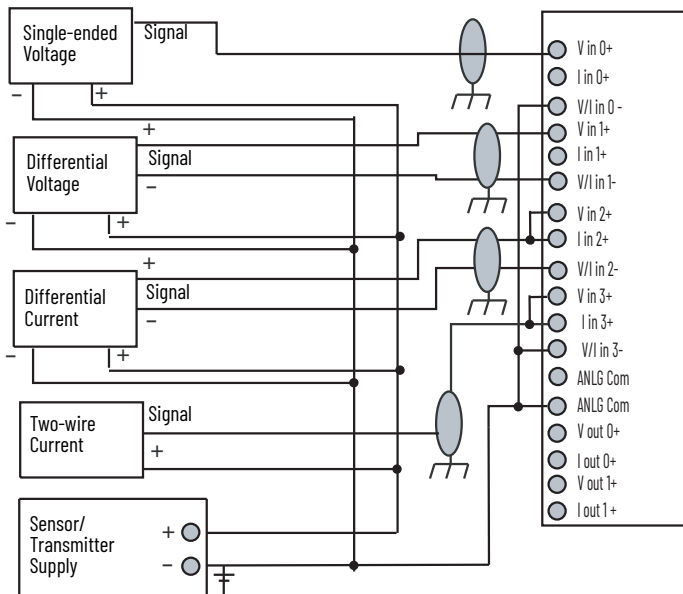 Single-ended
Voltage
Signal
−
+
+
Differential
Voltage
Signal
−
−
+
+
Differential
Current
Signal
−
−
+
Two-wire
Current
Signal
+
Sensor/
Transmitter
Supply
+
−
V in 0+
I in 0+
V/I in 0 -
V in 1+
I in 1+
V/I in 1-
V in 2+
I in 2+
V/I in 2-
V in 3+
I in 3+
V/I in 3-
ANLG Com
ANLG Com
V out 0+
I out 0+
V out 1+
I out 1 +